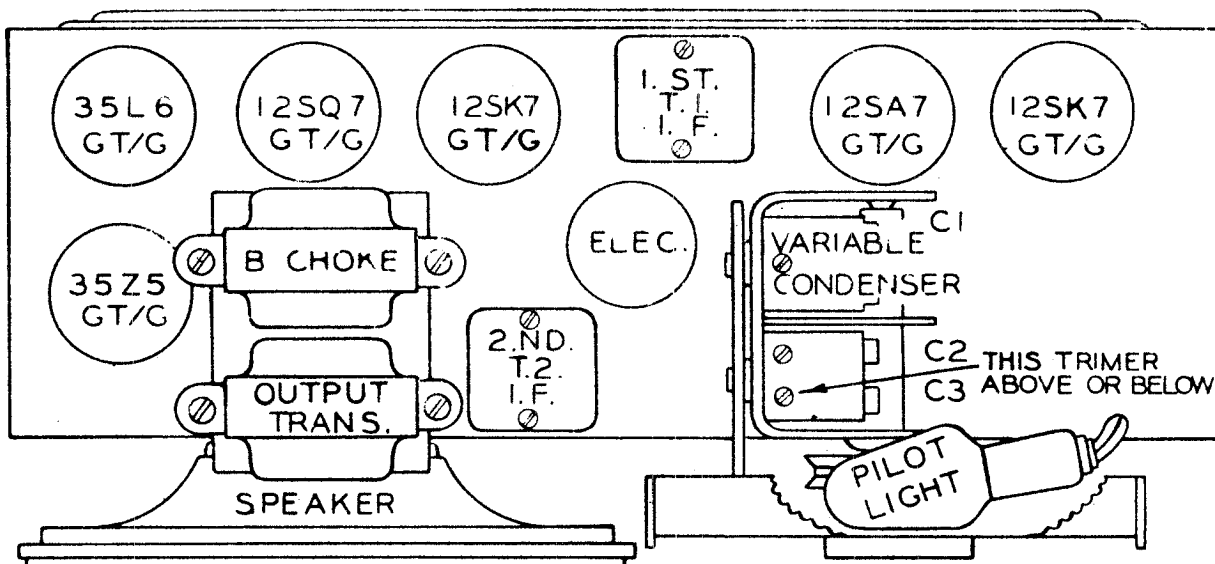 35L6
GT/G
12SQ7
GT/G
12SK7
GT/G
1.ST.
T.1.
I.F.
12SA7
GT/G
12SK7
GT/G
35Z5
GT/G
B CHOKE
ELEC.
C1
VARIABLE
CONDENSER
OUTPUT
TRANS.
2.ND.
T.2.
I.F.
C2
C3
THIS TRIMER
ABOVE OR BELOW
SPEAKER
PILOT
LIGHT